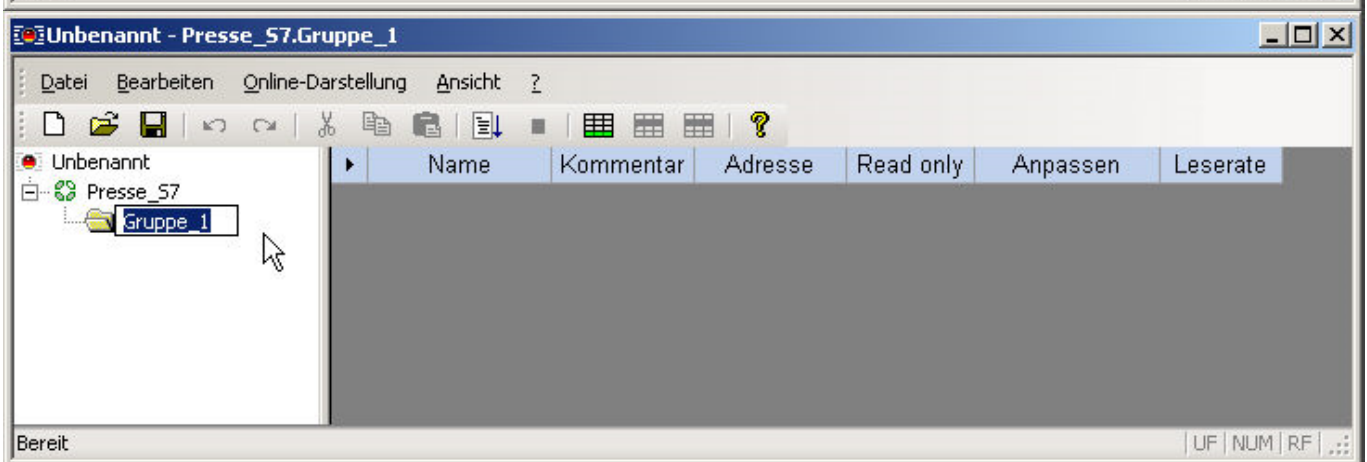 Unbenannt - Presse_S7.Gruppe_1
Datei Bearbeiten Online-Darstellung Ansicht ?
Unbenannt
Name Kommentar Adresse Read only Anpassen Leserate
Presse_S7
Gruppe_1
Bereit UF NUM RF